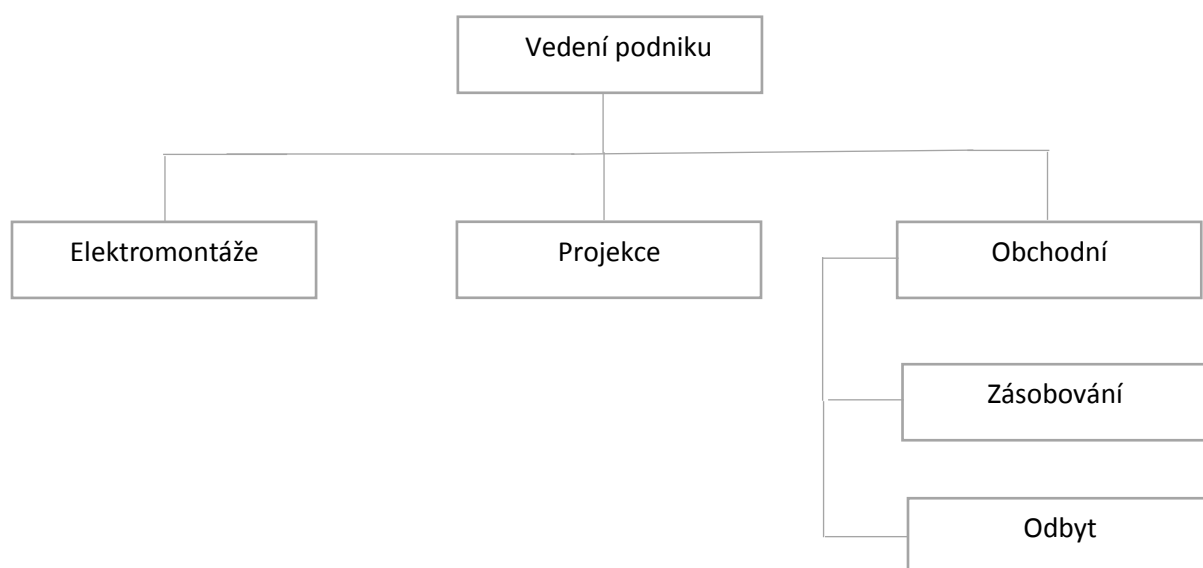 Vedení podniku
Elektromontáže
Projekce
Obchodní
Zásobování
Odbyt